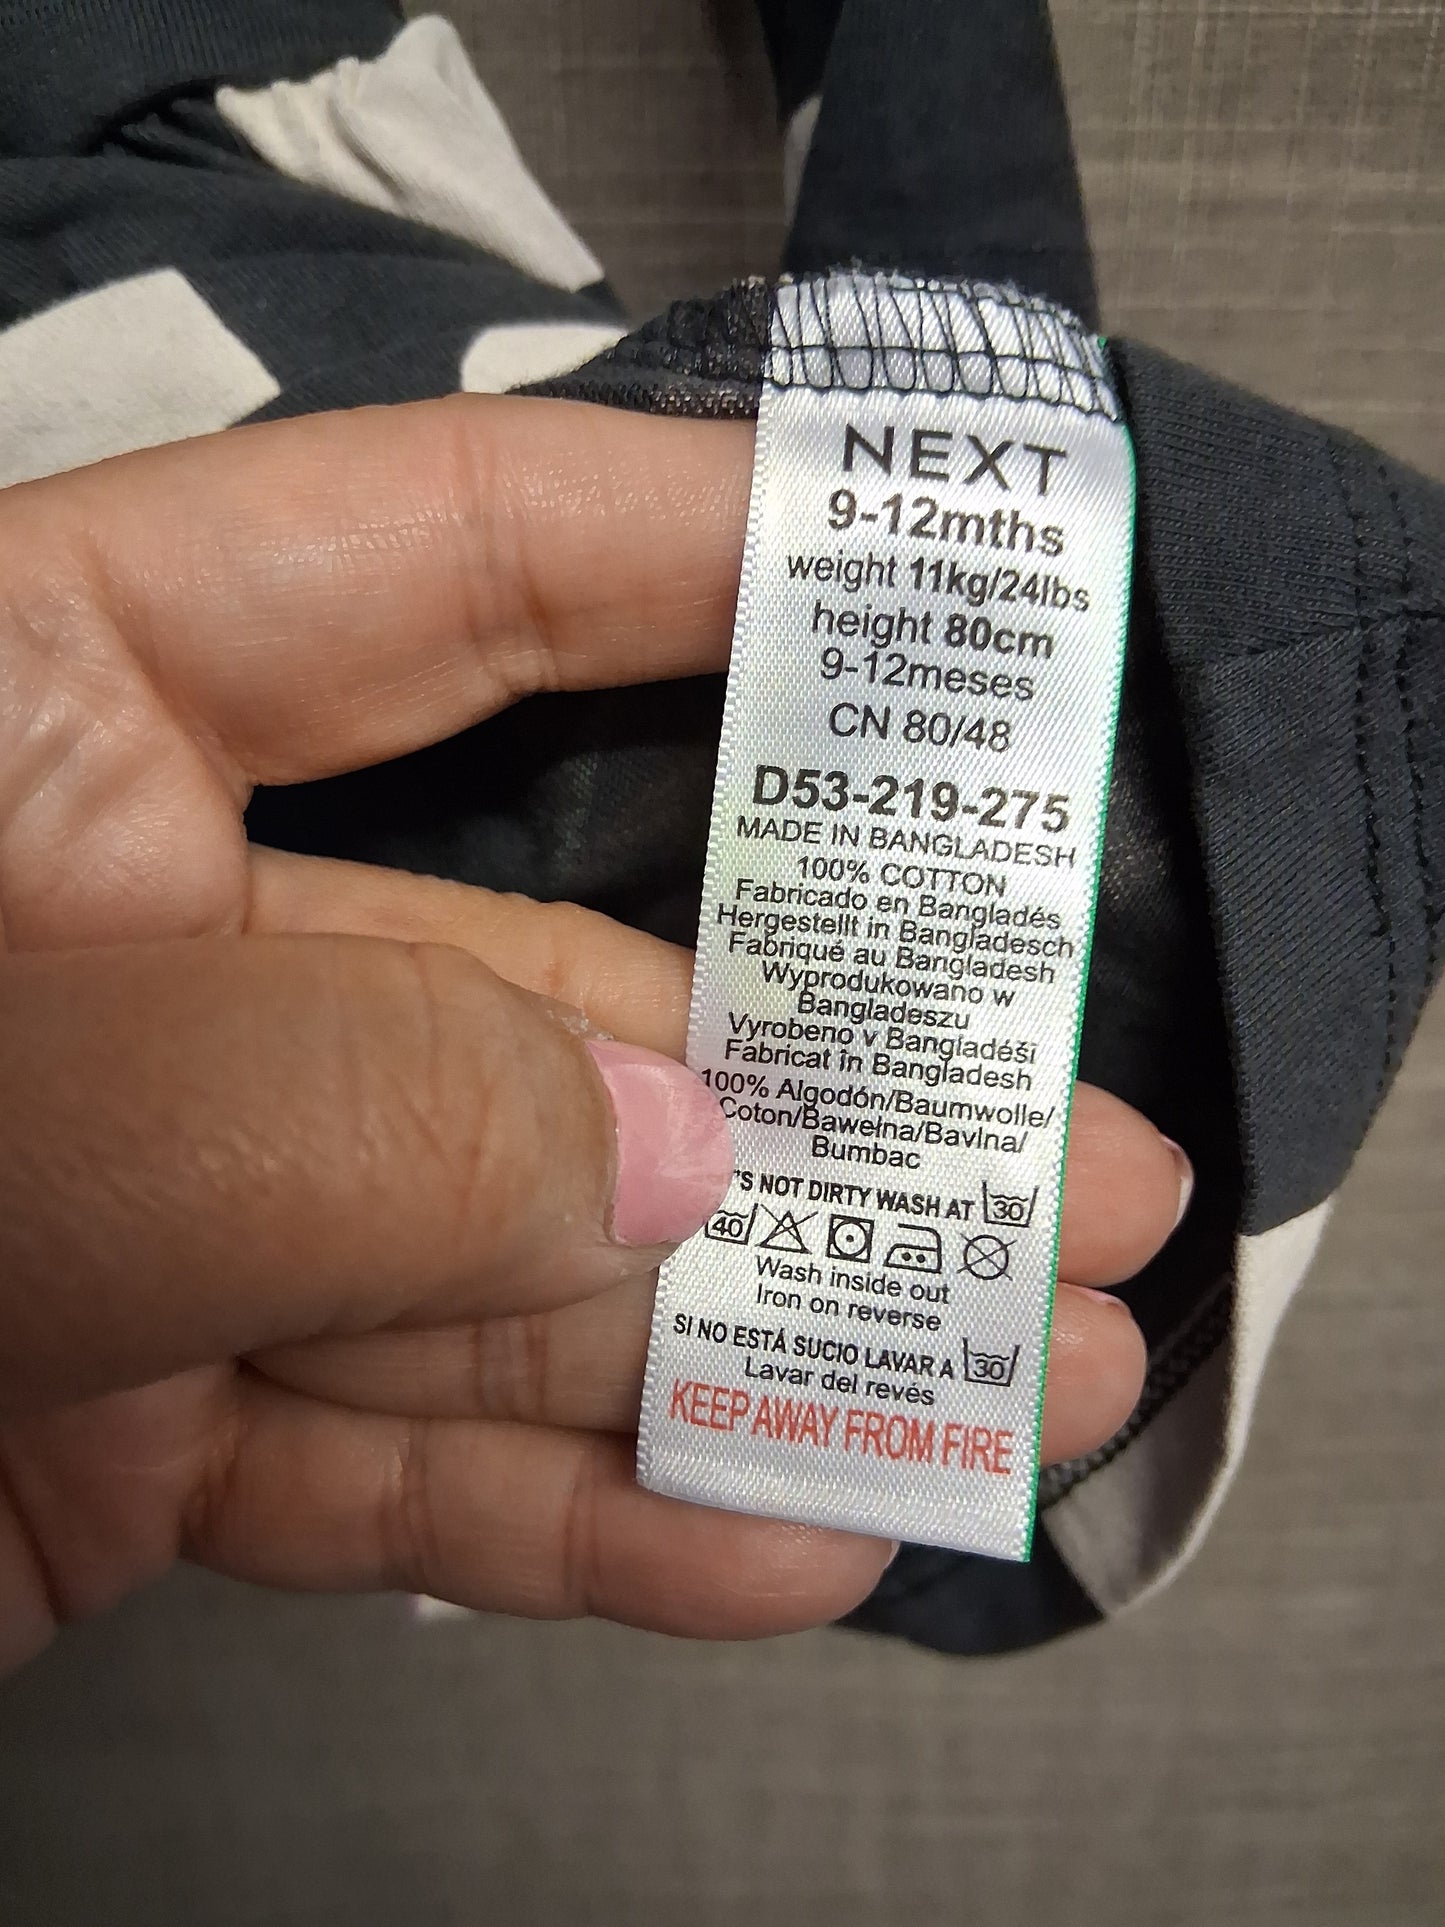 NEXT
9-12mths
weight 11kg/24lbs
height 80cm
9-12meses
CN 80/48
D53-219-275
MADE IN BANGLADESH
100% COTTON
Fabricado en Bangladés
Hergestellt in Bangladesch
Fabriqué au Bangladesh
Wyprodukowano w
Bangladeszu
Vyrobeno v Bangladéši
Fabricat în Bangladesh
100% Algodón/Baumwolle/
Coton/Bawełna/Bavlna/
Bumbac
'S NOT DIRTY WASH AT 30
40
Wash inside out
Iron on reverse
SI NO ESTÁ SUCIO LAVAR A 30
Lavar del revés
KEEP AWAY FROM FIRE